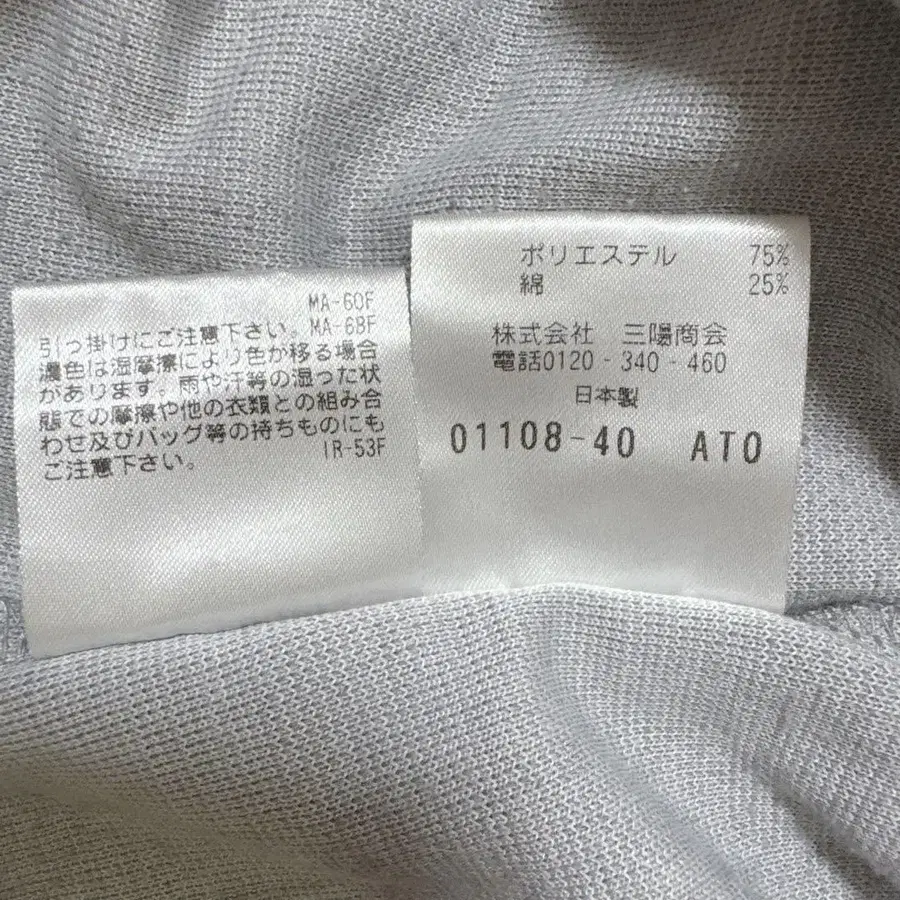 MA-60F
引っ掛けにご注意下さい。MA-68F
濃色は湿摩擦により色が移る場合
があります。雨や汗等の湿った状
態での摩擦や他の衣類との組み合
わせ及びバッグ等の持ちものにも
ご注意下さい。 IR-53F
ポリエステル 75%
綿 25%
株式会社 三陽商会
電話0120-340-460
日本製
01108-40 ATO